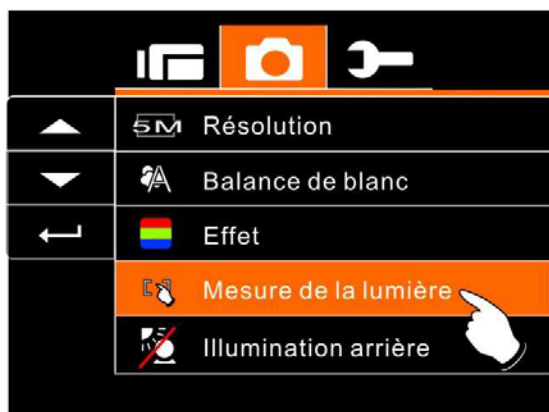 5M Résolution
Balance de blanc
Effet
Mesure de la lumière
Illumination arrière